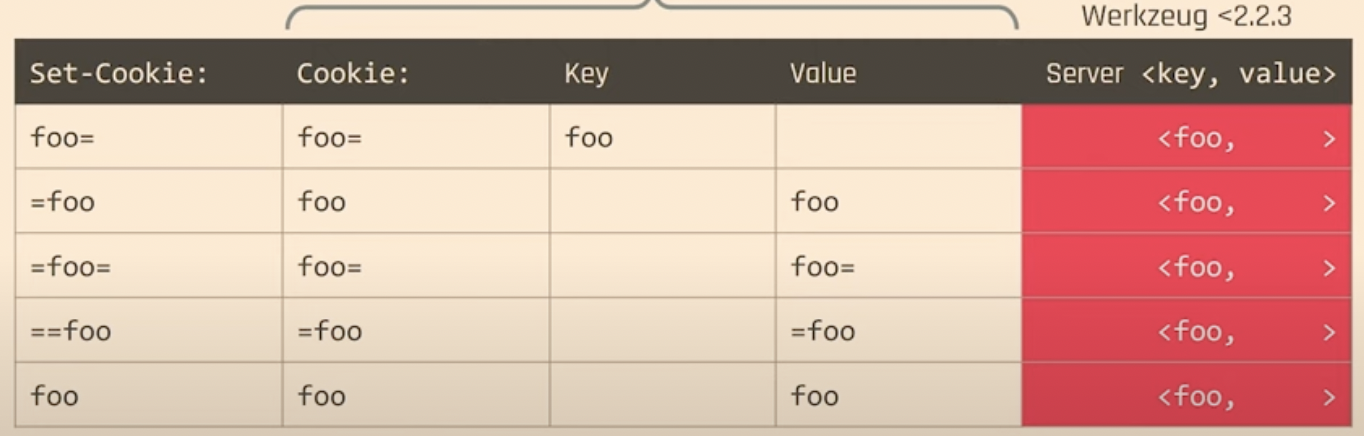 Werkzeug <2.2.3
Set-Cookie: Cookie: Key Value Server <key, value>
foo= foo= foo <foo, >
=foo foo foo <foo, >
=foo= foo= foo= <foo, >
==foo =foo =foo <foo, >
foo foo foo <foo, >